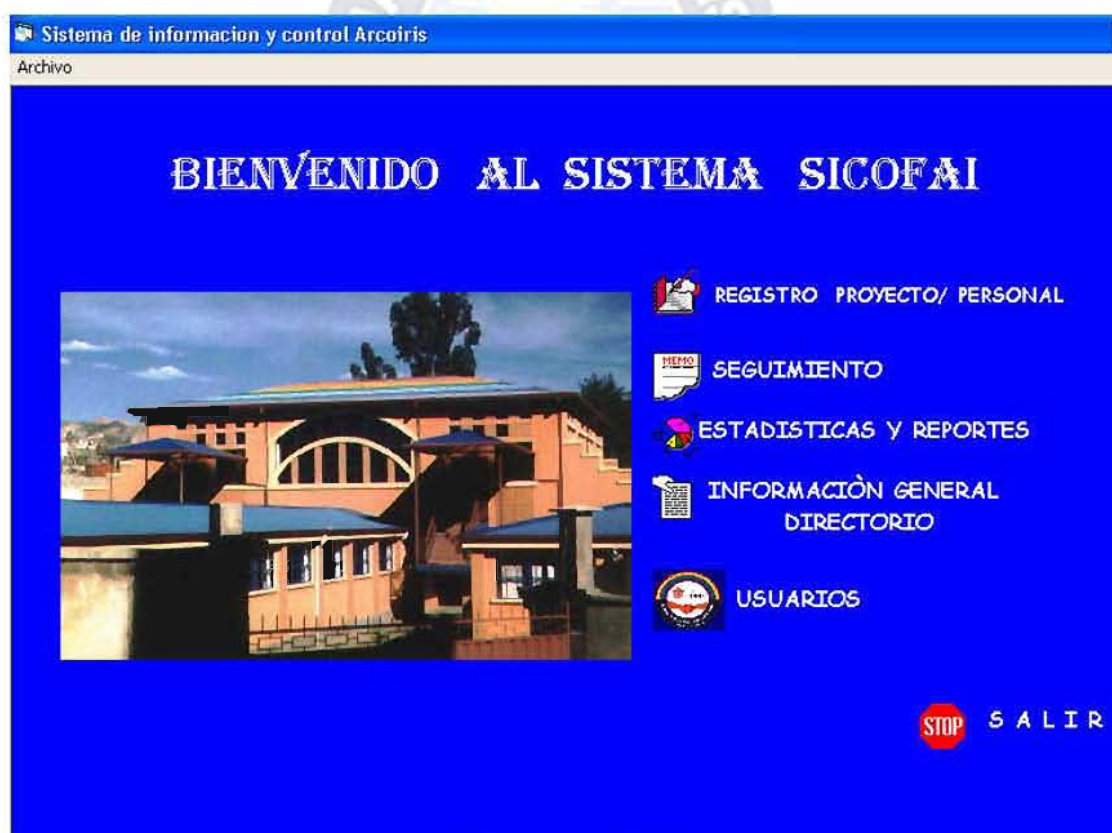 Sistema de informacion y control Arcoiris
Archivo
BIENVENIDO AL SISTEMA SICOFAI
REGISTRO PROYECTO/ PERSONAL
MEMO
SEGUIMIENTO
ESTADISTICAS Y REPORTES
INFORMACIÒN GENERAL
DIRECTORIO
USUARIOS
STOP
S A L I R